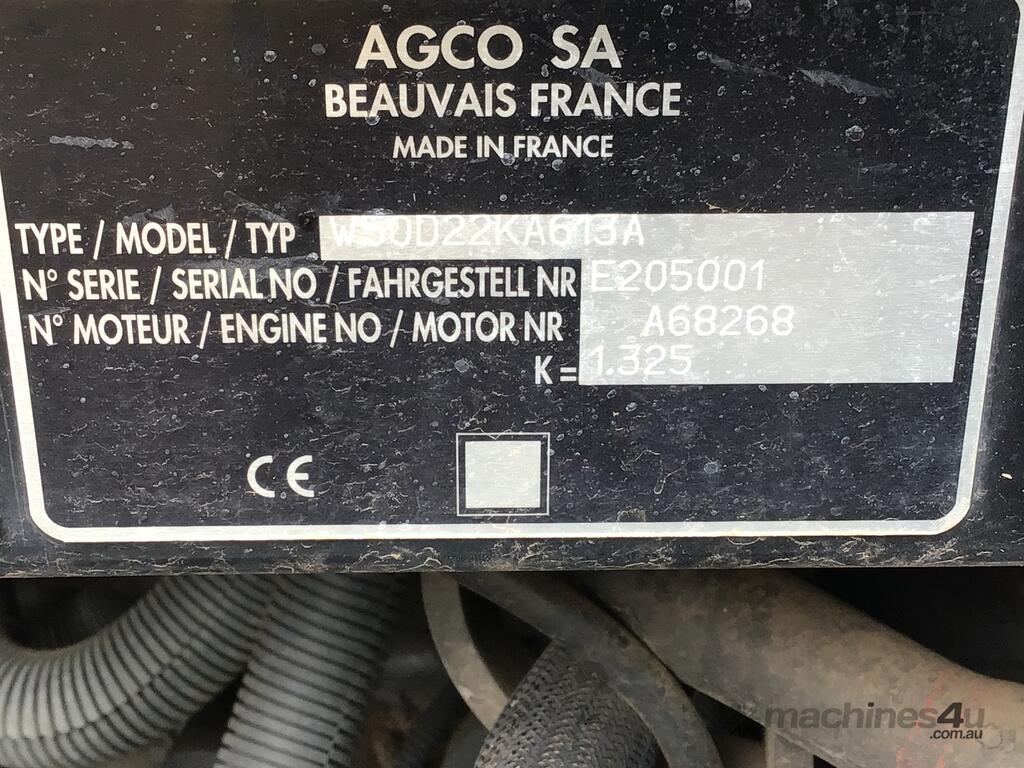 AGCO SA
BEAUVAIS FRANCE
MADE IN FRANCE
TYPE / MODEL / TYP
N° SERIE / SERIAL NO / FAHRGESTELL NR E205001
N° MOTEUR / ENGINE NO / MOTOR NR A68268
K= 1.325
CE
machines4u
.com.au